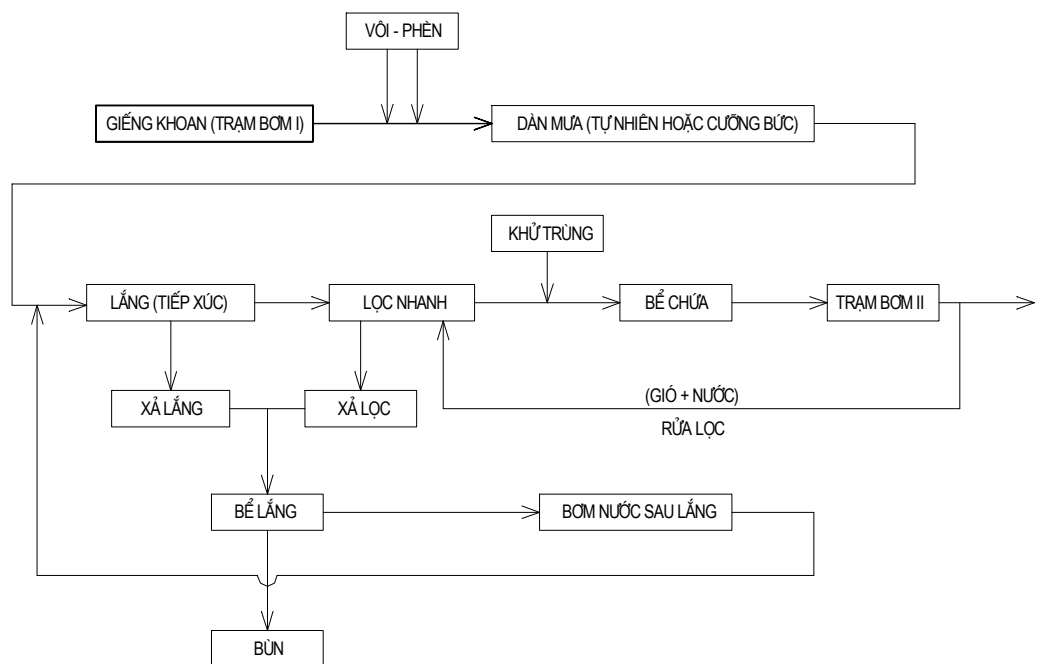 VÔI - PHÈN
GIẾNG KHOAN (TRẠM BƠM I)
DÀN MƯA (TỰ NHIÊN HOẶC CƯỠNG BỨC)
KHỬ TRÙNG
LẮNG (TIẾP XÚC)
LỌC NHANH
BỂ CHỨA
TRẠM BƠM II
XẢ LẮNG
XẢ LỌC
(GIÓ + NƯỚC)
RỬA LỌC
BỂ LẮNG
BƠM NƯỚC SAU LẮNG
BÙN